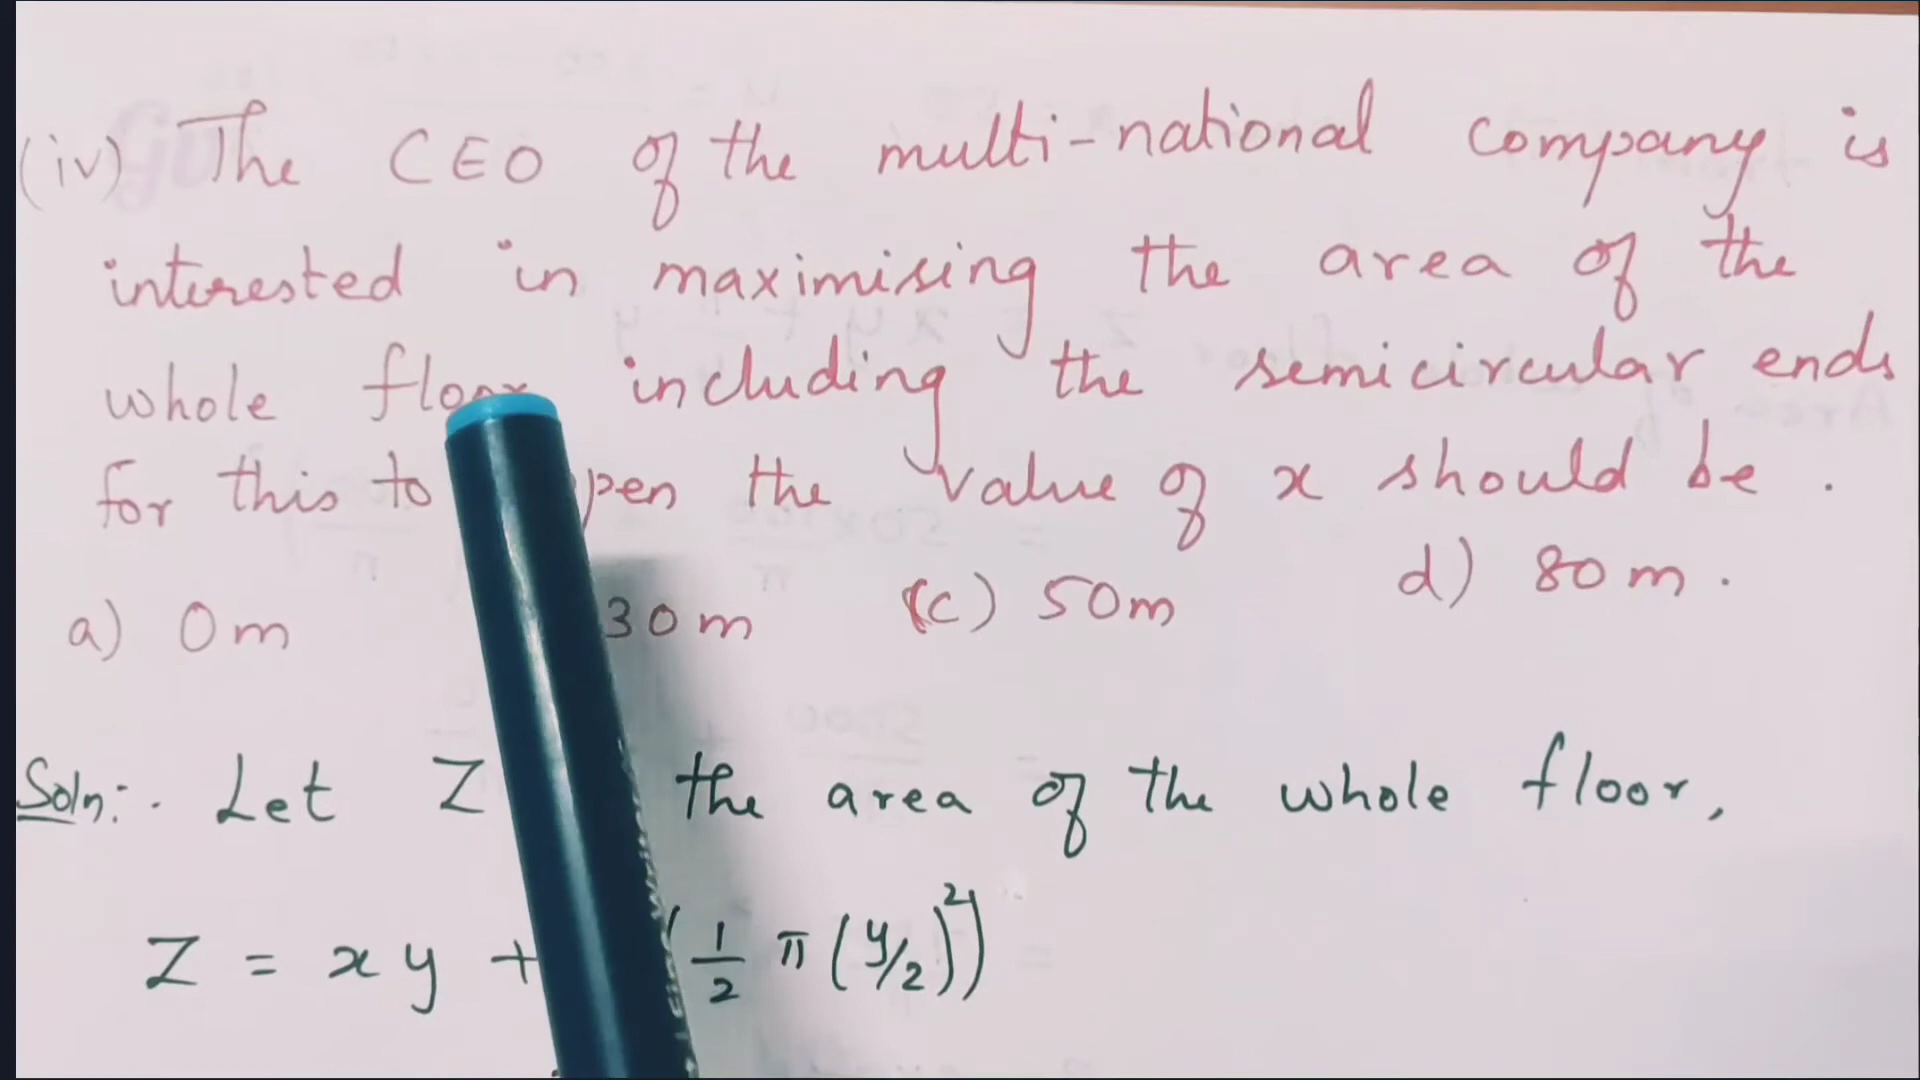 (iv) The CEO of the multi-national company is
interested in maximising the area of the
whole floor including the semicircular ends
for this to the value of x should be .
a) 0m 30m (c) 50m d) 80m .
Soln:. Let Z the area of the whole floor,
Z = xy + (1/2 π (y/2)²)